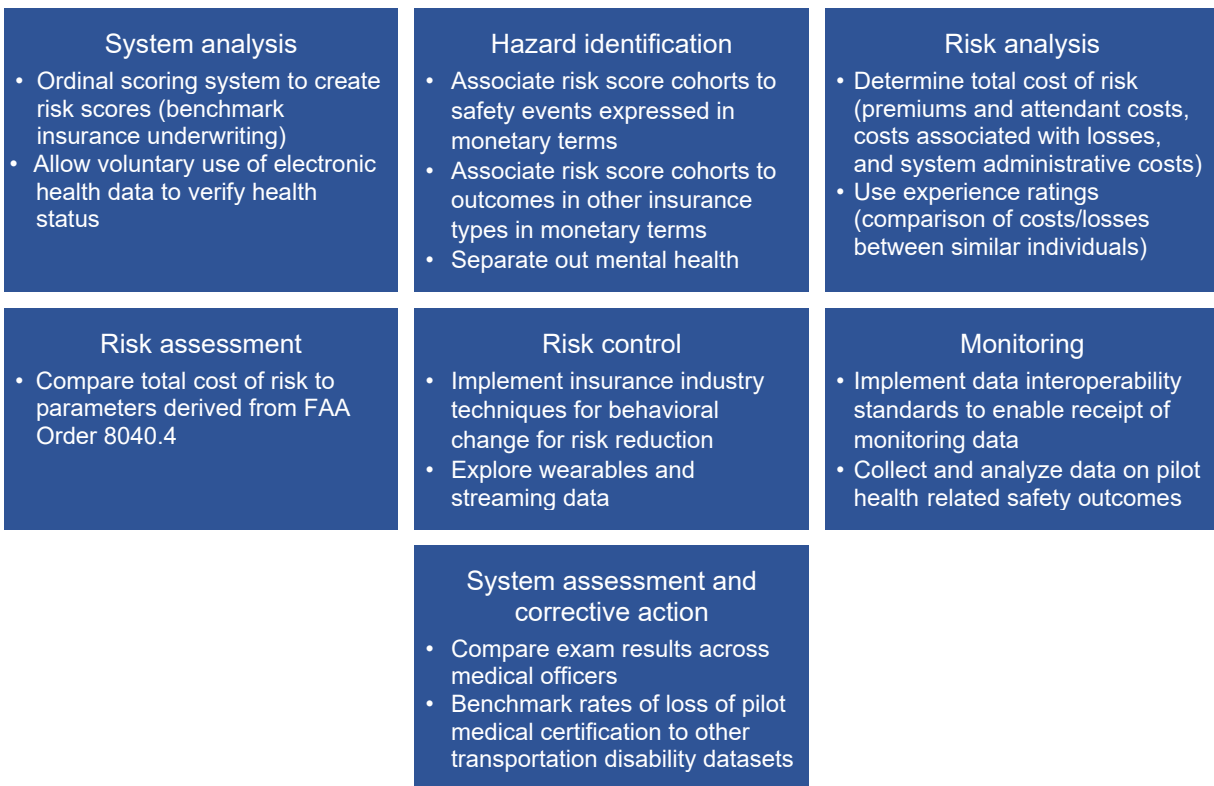 System analysis
• Ordinal scoring system to create
risk scores (benchmark
insurance underwriting)
• Allow voluntary use of electronic
health data to verify health
status
Hazard identification
• Associate risk score cohorts to
safety events expressed in
monetary terms
• Associate risk score cohorts to
outcomes in other insurance
types in monetary terms
• Separate out mental health
Risk analysis
• Determine total cost of risk
(premiums and attendant costs,
costs associated with losses,
and system administrative costs)
• Use experience ratings
(comparison of costs/losses
between similar individuals)
Risk assessment
• Compare total cost of risk to
parameters derived from FAA
Order 8040.4
Risk control
• Implement insurance industry
techniques for behavioral
change for risk reduction
• Explore wearables and
streaming data
Monitoring
• Implement data interoperability
standards to enable receipt of
monitoring data
• Collect and analyze data on pilot
health related safety outcomes
System assessment and
corrective action
• Compare exam results across
medical officers
• Benchmark rates of loss of pilot
medical certification to other
transportation disability datasets